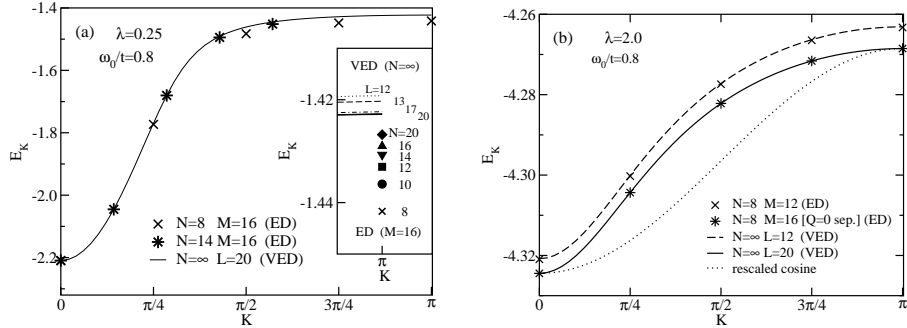 (a)
λ=0.25
ω₀/t=0.8
-1.4
-1.6
-1.8
-2.0
-2.2
E_K
0
π/4
π/2
3π/4
π
K
× N=8 M=16 (ED)
✳ N=14 M=16 (ED)
— N=∞ L=20 (VED)
VED (N=∞)
L=12
13
17
20
-1.42
-1.44
E_K
N=20
16
14
12
10
8
ED (M=16)
π
K
(b)
λ=2.0
ω₀/t=0.8
-4.26
-4.28
-4.30
-4.32
E_K
0
π/4
π/2
3π/4
π
K
× N=8 M=12 (ED)
✳ N=8 M=16 [Q=0 sep.] (ED)
N=∞ L=12 (VED)
N=∞ L=20 (VED)
rescaled cosine